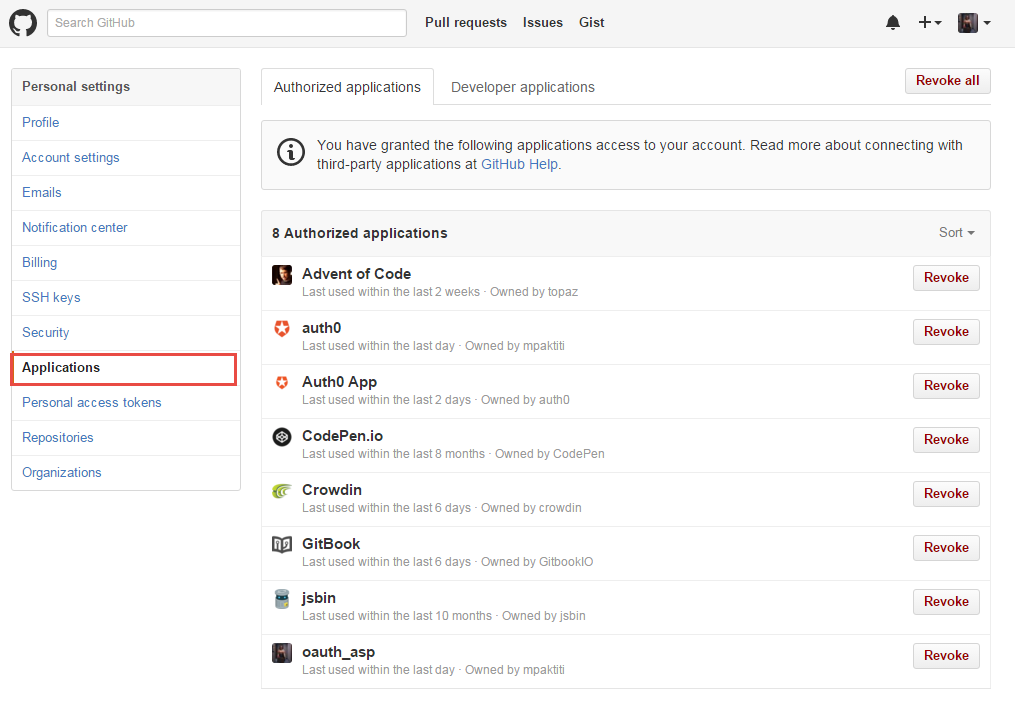 Search GitHub
Pull requests
Issues
Gist
Personal settings
Profile
Account settings
Emails
Notification center
Billing
SSH keys
Security
Applications
Personal access tokens
Repositories
Organizations
Authorized applications
Developer applications
Revoke all
You have granted the following applications access to your account. Read more about connecting with
third-party applications at GitHub Help.
8 Authorized applications
Sort
Advent of Code
Last used within the last 2 weeks · Owned by topaz
Revoke
auth0
Last used within the last day · Owned by mpaktiti
Revoke
Auth0 App
Last used within the last 2 days · Owned by auth0
Revoke
CodePen.io
Last used within the last 8 months · Owned by CodePen
Revoke
Crowdin
Last used within the last 6 days · Owned by crowdin
Revoke
GitBook
Last used within the last 6 days · Owned by GitbookIO
Revoke
jsbin
Last used within the last 10 months · Owned by jsbin
Revoke
oauth_asp
Last used within the last day · Owned by mpaktiti
Revoke